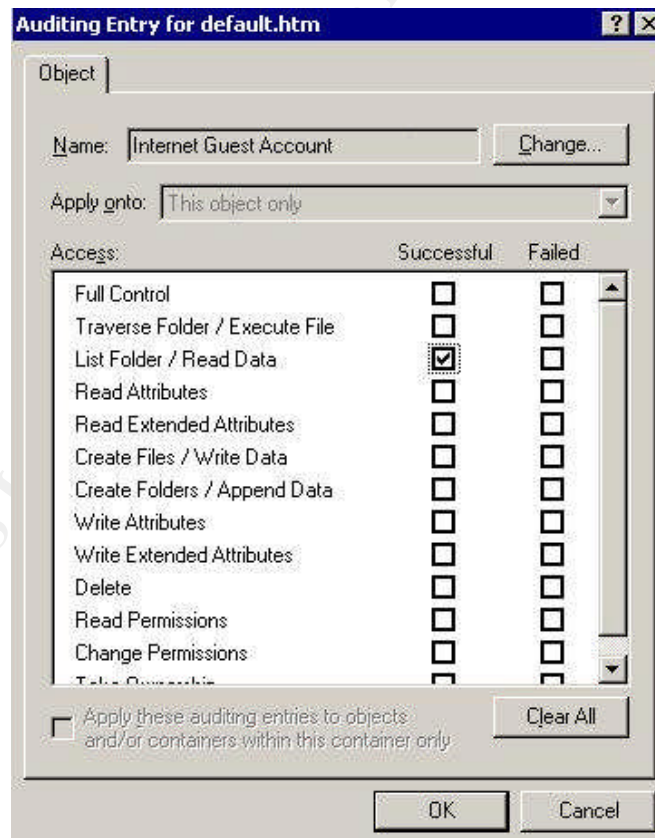 Auditing Entry for default.htm
Object
Name: Internet Guest Account Change...
Apply onto: This object only
Access: Successful Failed
Full Control
Traverse Folder / Execute File
List Folder / Read Data
Read Attributes
Read Extended Attributes
Create Files / Write Data
Create Folders / Append Data
Write Attributes
Write Extended Attributes
Delete
Read Permissions
Change Permissions
Take Ownership
Apply these auditing entries to objects
and/or containers within this container only
Clear All
OK Cancel